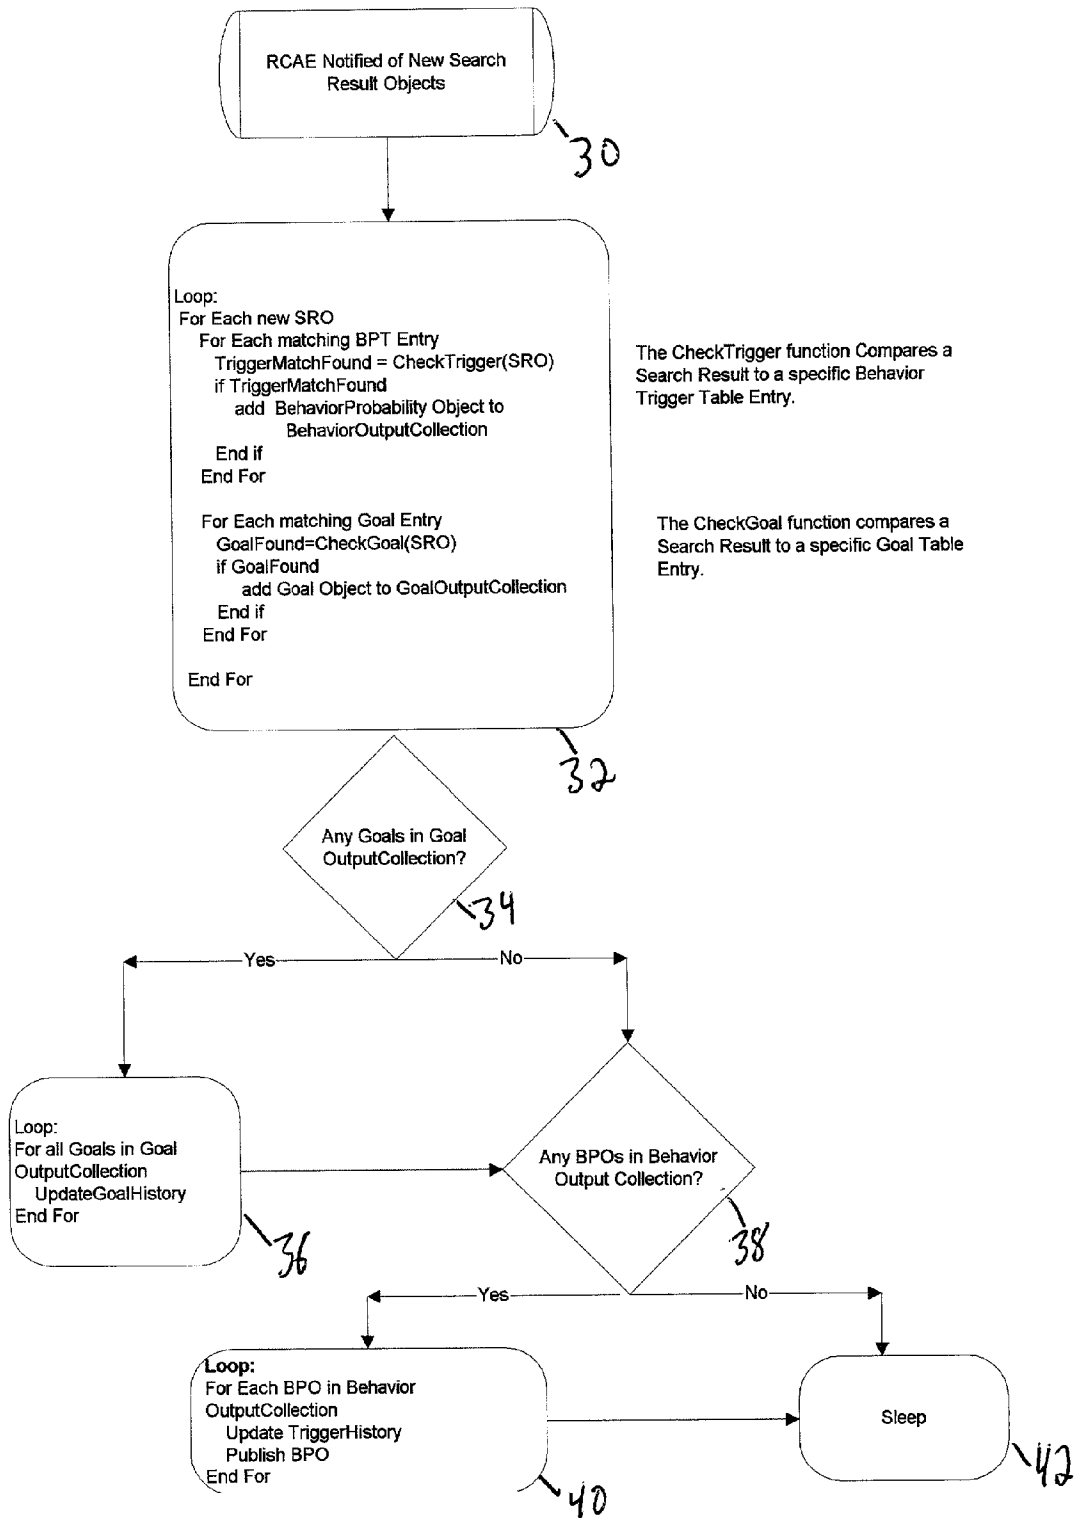 RCAE Notified of New Search
Result Objects
30
Loop:
For Each new SRO
For Each matching BPT Entry
TriggerMatchFound = CheckTrigger(SRO)
if TriggerMatchFound
add BehaviorProbability Object to
BehaviorOutputCollection
End if
End For
For Each matching Goal Entry
GoalFound=CheckGoal(SRO)
if GoalFound
add Goal Object to GoalOutputCollection
End if
End For
End For
32
The CheckTrigger function Compares a
Search Result to a specific Behavior
Trigger Table Entry.
The CheckGoal function compares a
Search Result to a specific Goal Table
Entry.
Any Goals in Goal
OutputCollection?
34
Yes
No
Loop:
For all Goals in Goal
OutputCollection
UpdateGoalHistory
End For
36
Any BPOs in Behavior
Output Collection?
38
Yes
No
Loop:
For Each BPO in Behavior
OutputCollection
Update TriggerHistory
Publish BPO
End For
40
Sleep
42